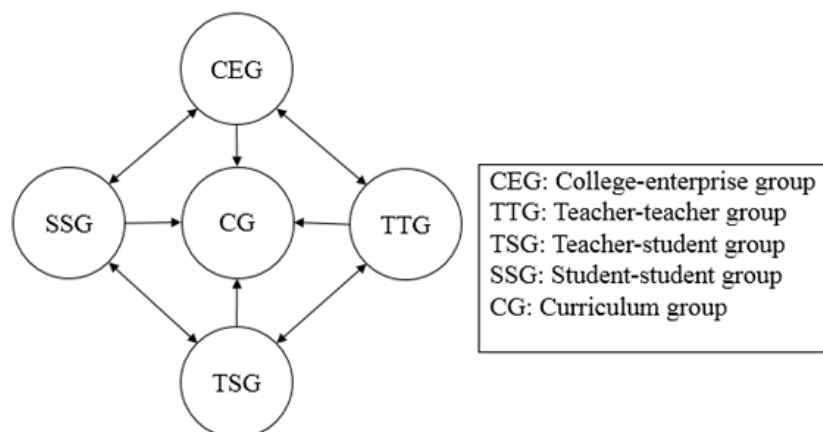 CEG
SSG
CG
TTG
TSG
CEG: College-enterprise group
TTG: Teacher-teacher group
TSG: Teacher-student group
SSG: Student-student group
CG: Curriculum group